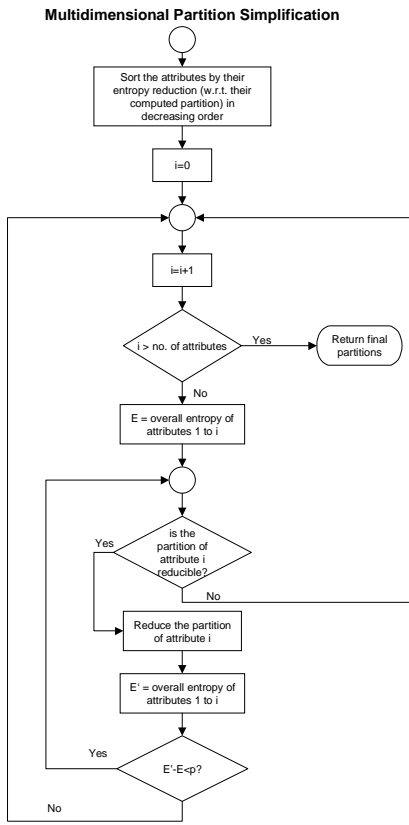 Multidimensional Partition Simplification
Sort the attributes by their
entropy reduction (w.r.t. their
computed partition) in
decreasing order
i=0
i=i+1
i > no. of attributes
Yes
Return final
partitions
No
E = overall entropy of
attributes 1 to i
is the
partition of
attribute i
reducible?
Yes
No
Reduce the partition
of attribute i
E' = overall entropy of
attributes 1 to i
E'-E<p?
Yes
No